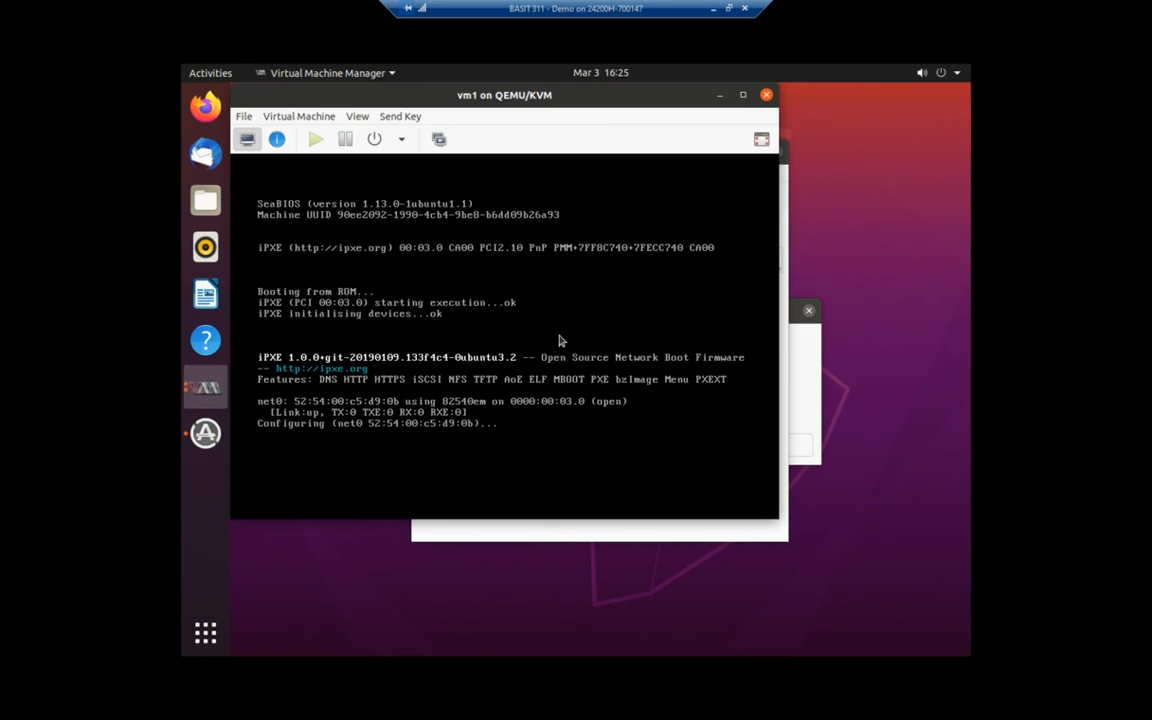 BASIT 311 - Demo on 24200H-700147
Activities
Virtual Machine Manager
Mar 3 16:25
vm1 on QEMU/KVM
File Virtual Machine View Send Key
SeaBIOS (version 1.13.0-1ubuntu1.1)
Machine UUID 90ee2092-1990-4cb4-9be8-b6dd09b26a93
iPXE (http://ipxe.org) 00:03.0 CA00 PCI2.10 PnP PMM+7FF8C740+7FECC740 CA00
Booting from ROM...
iPXE (PCI 00:03.0) starting execution...ok
iPXE initialising devices...ok
iPXE 1.0.0+git-20190109.133f4c4-0ubuntu3.2 -- Open Source Network Boot Firmware
-- http://ipxe.org
Features: DNS HTTP HTTPS iSCSI NFS TFTP AoE ELF MBOOT PXE bzImage Menu PXEXT
net0: 52:54:00:c5:d9:0b using 82540em on 0000:00:03.0 (open)
[Link:up, TX:0 TXE:0 RX:0 RXE:0]
Configuring (net0 52:54:00:c5:d9:0b)...